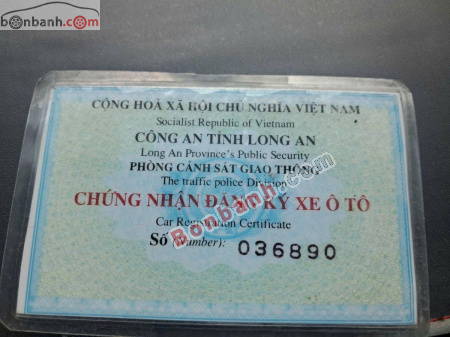 bonbanh.com
CỘNG HOÀ XÃ HỘI CHỦ NGHĨA VIỆT NAM
Socialist Republic of Vietnam
CÔNG AN TỈNH LONG AN
Long An Province's Public Security
PHÒNG CẢNH SÁT GIAO THÔNG
The traffic police Division
CHỨNG NHẬN ĐĂNG KÝ XE Ô TÔ
Car Registration Certificate
Số (Number): 036890
Bonbanh.com